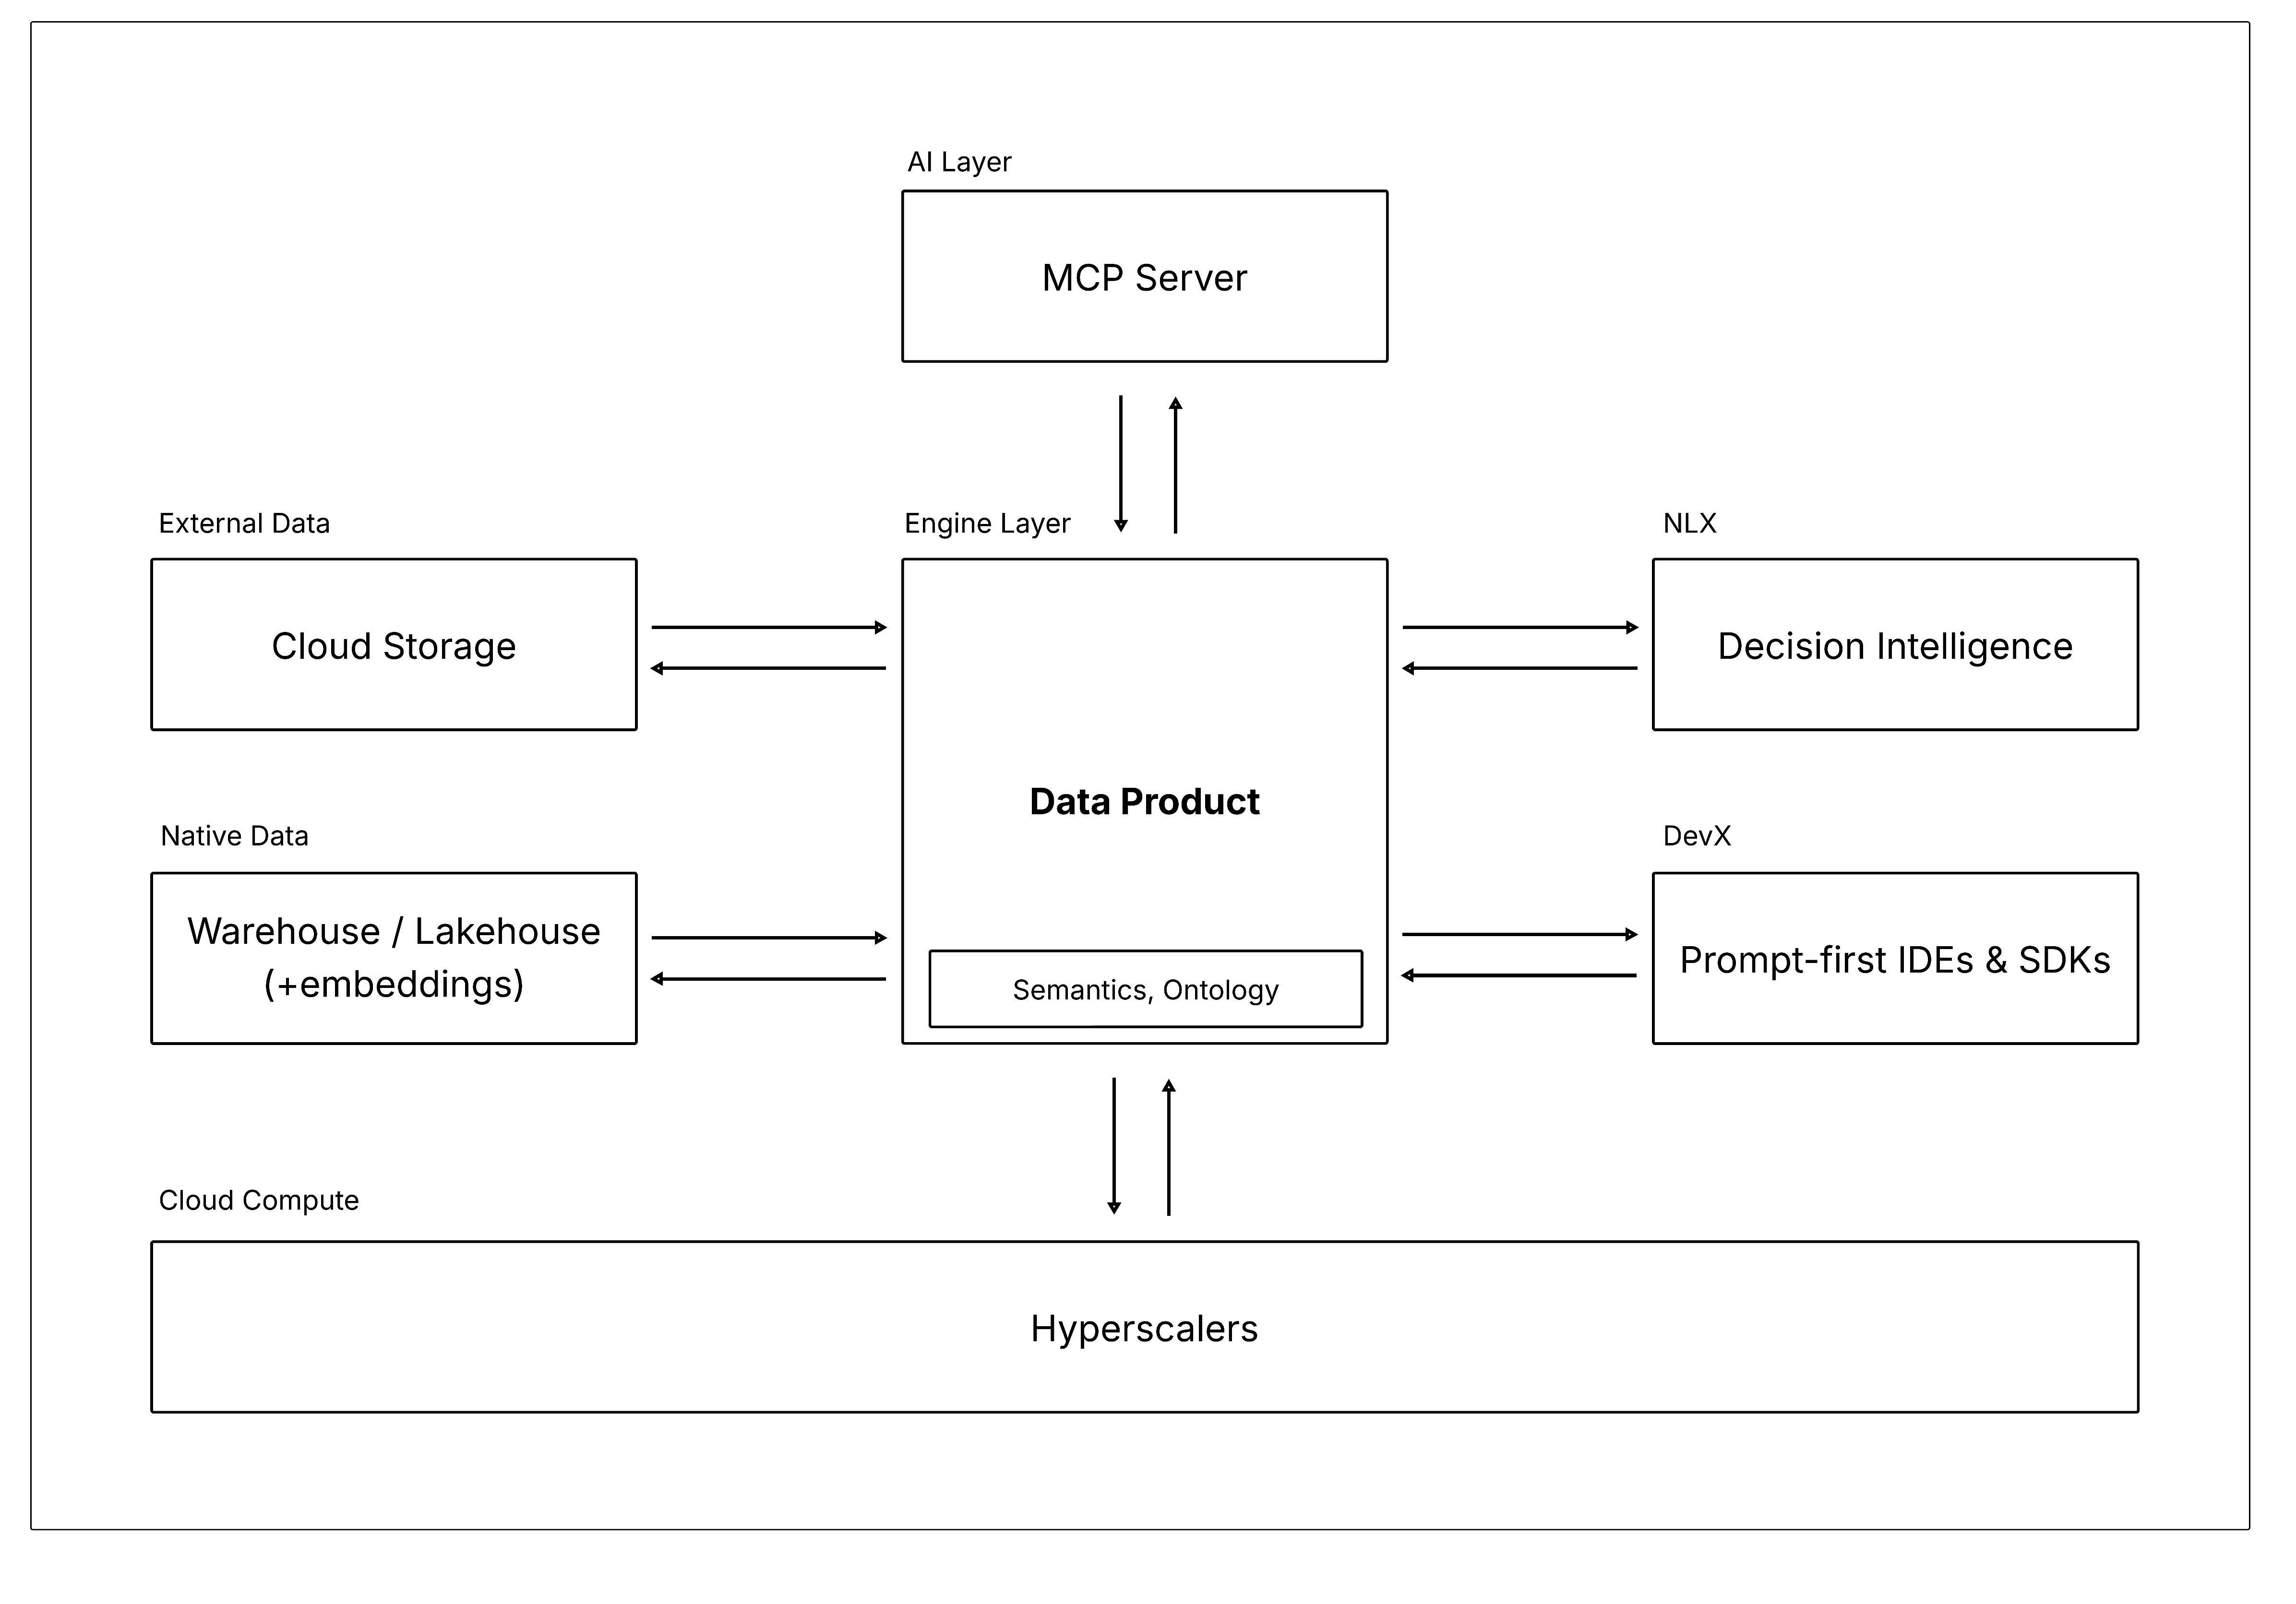 AI Layer
MCP Server
External Data
Cloud Storage
Engine Layer
Data Product
Semantics, Ontology
NLX
Decision Intelligence
Native Data
Warehouse / Lakehouse
(+embeddings)
DevX
Prompt-first IDEs & SDKs
Cloud Compute
Hyperscalers